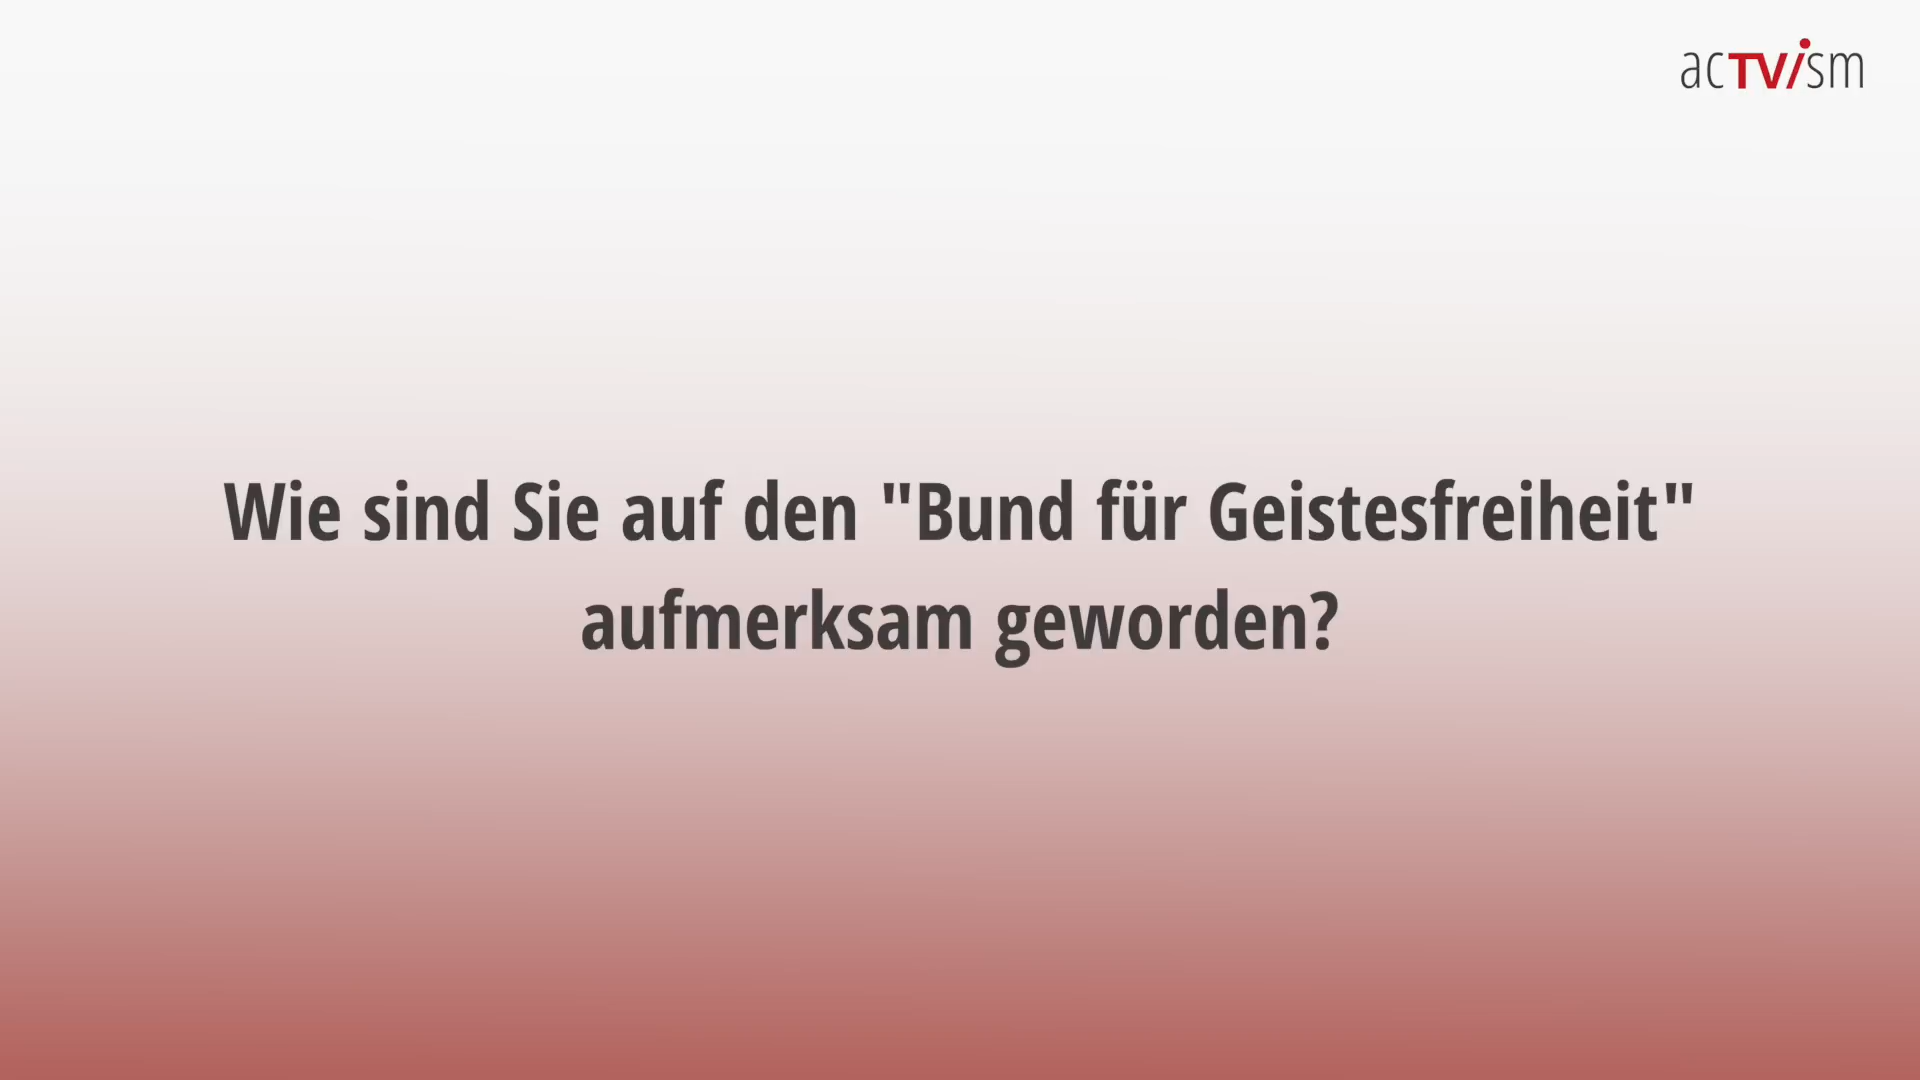 acTVism
Wie sind Sie auf den "Bund für Geistesfreiheit"
aufmerksam geworden?